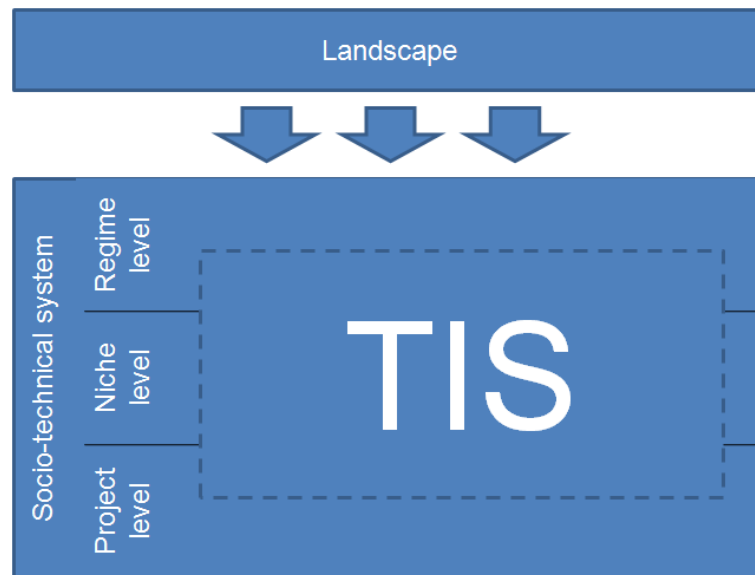 Landscape
Socio-technical system
Regime
level
Niche
level
Project
level
TIS